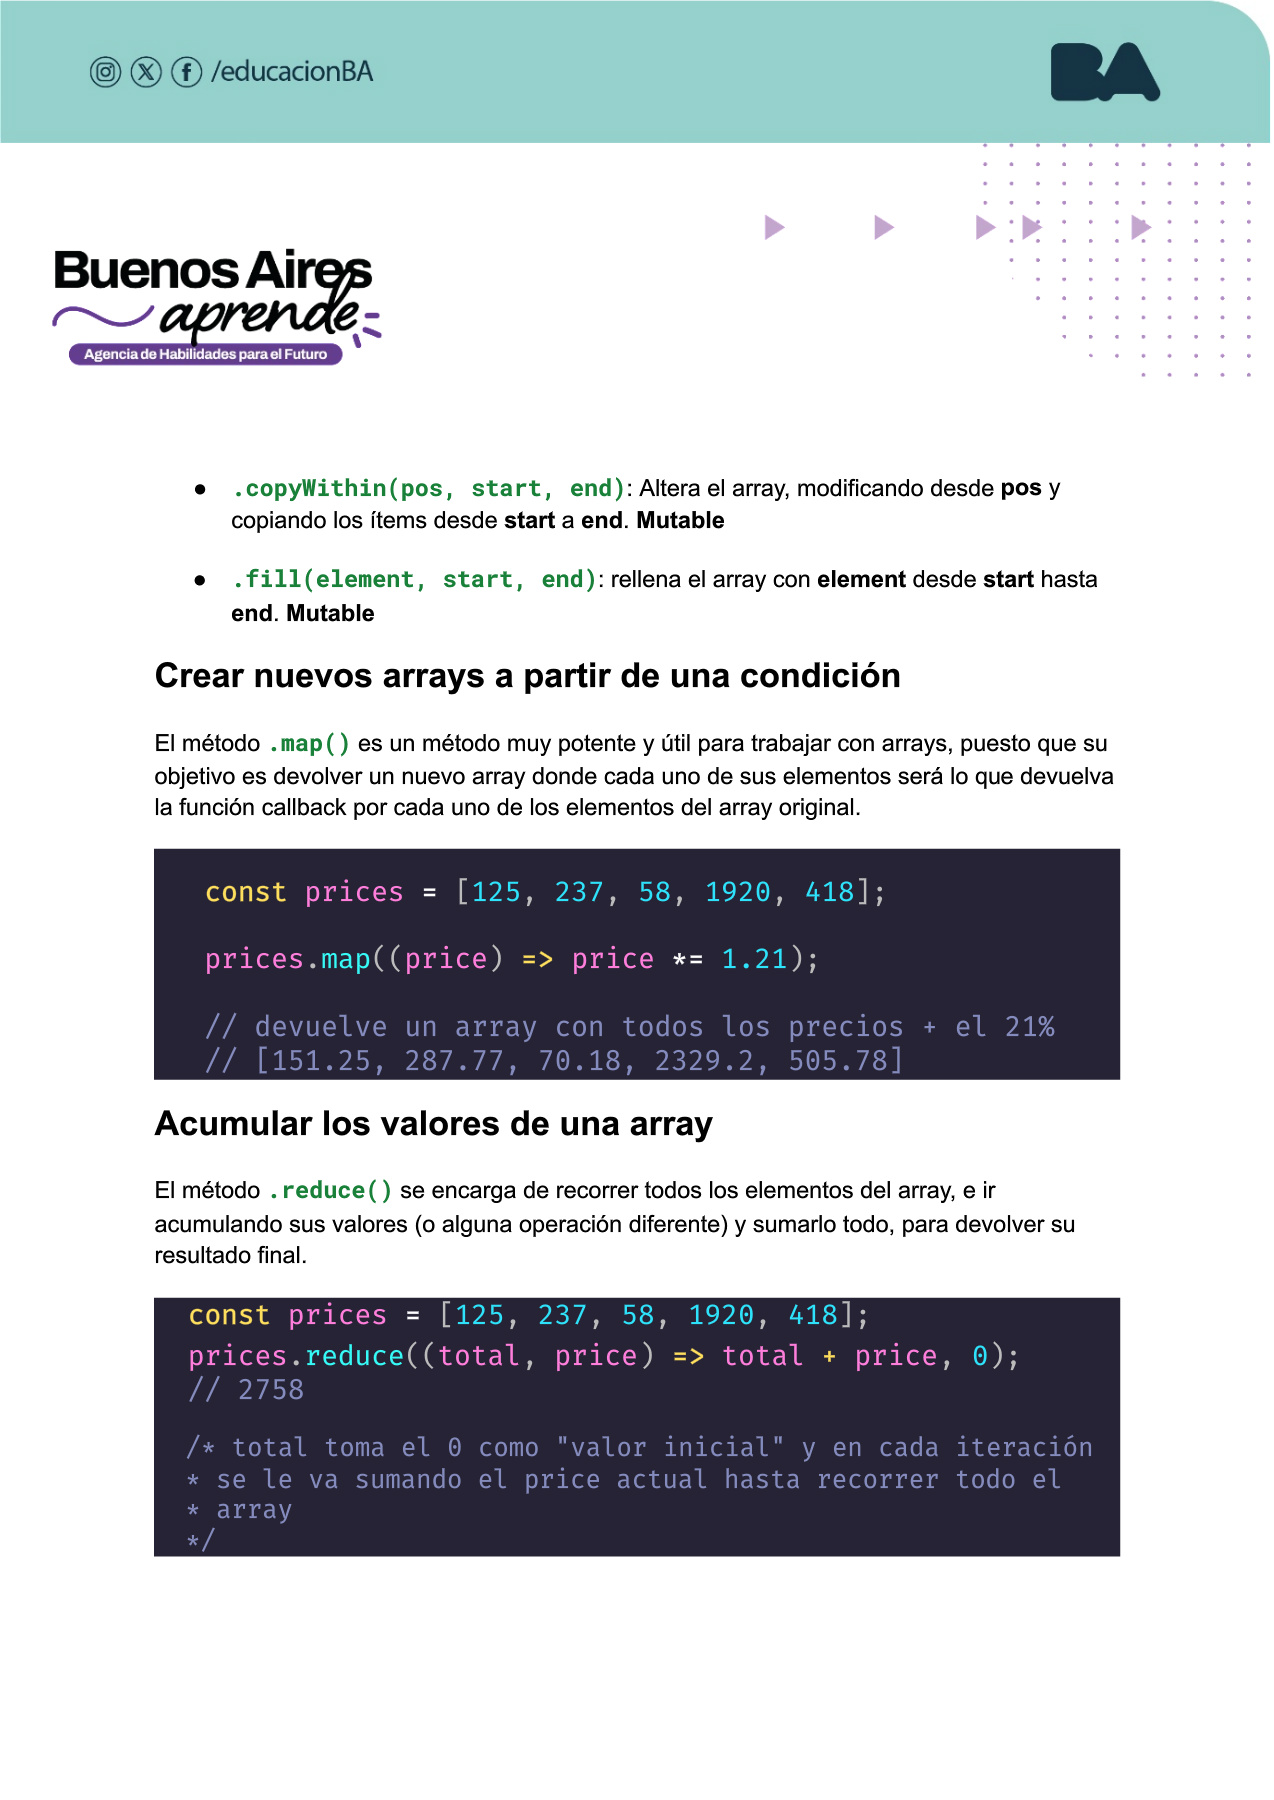 /educacionBA
BA
Buenos Aires
aprende
Agencia de Habilidades para el Futuro
● .copyWithin(pos, start, end): Altera el array, modificando desde pos y
copiando los ítems desde start a end. Mutable
● .fill(element, start, end): rellena el array con element desde start hasta
end. Mutable
Crear nuevos arrays a partir de una condición
El método .map() es un método muy potente y útil para trabajar con arrays, puesto que su
objetivo es devolver un nuevo array donde cada uno de sus elementos será lo que devuelva
la función callback por cada uno de los elementos del array original.
const prices = [125, 237, 58, 1920, 418];
prices.map((price) => price *= 1.21);
// devuelve un array con todos los precios + el 21%
// [151.25, 287.77, 70.18, 2329.2, 505.78]
Acumular los valores de una array
El método .reduce() se encarga de recorrer todos los elementos del array, e ir
acumulando sus valores (o alguna operación diferente) y sumarlo todo, para devolver su
resultado final.
const prices = [125, 237, 58, 1920, 418];
prices.reduce((total, price) => total + price, 0);
// 2758
/* total toma el 0 como "valor inicial" y en cada iteración
* se le va sumando el price actual hasta recorrer todo el
* array
*/